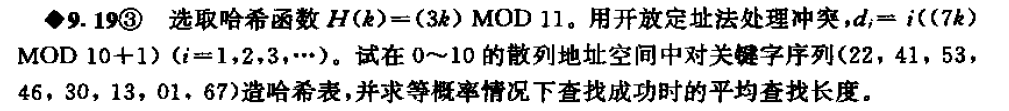 ◆9.19③ 选取哈希函数 H(k)=(3k) MOD 11。用开放定址法处理冲突,dᵢ= i((7k)
MOD 10+1) (i=1,2,3,…)。试在 0～10 的散列地址空间中对关键字序列(22, 41, 53,
46, 30, 13, 01, 67)造哈希表,并求等概率情况下查找成功时的平均查找长度。